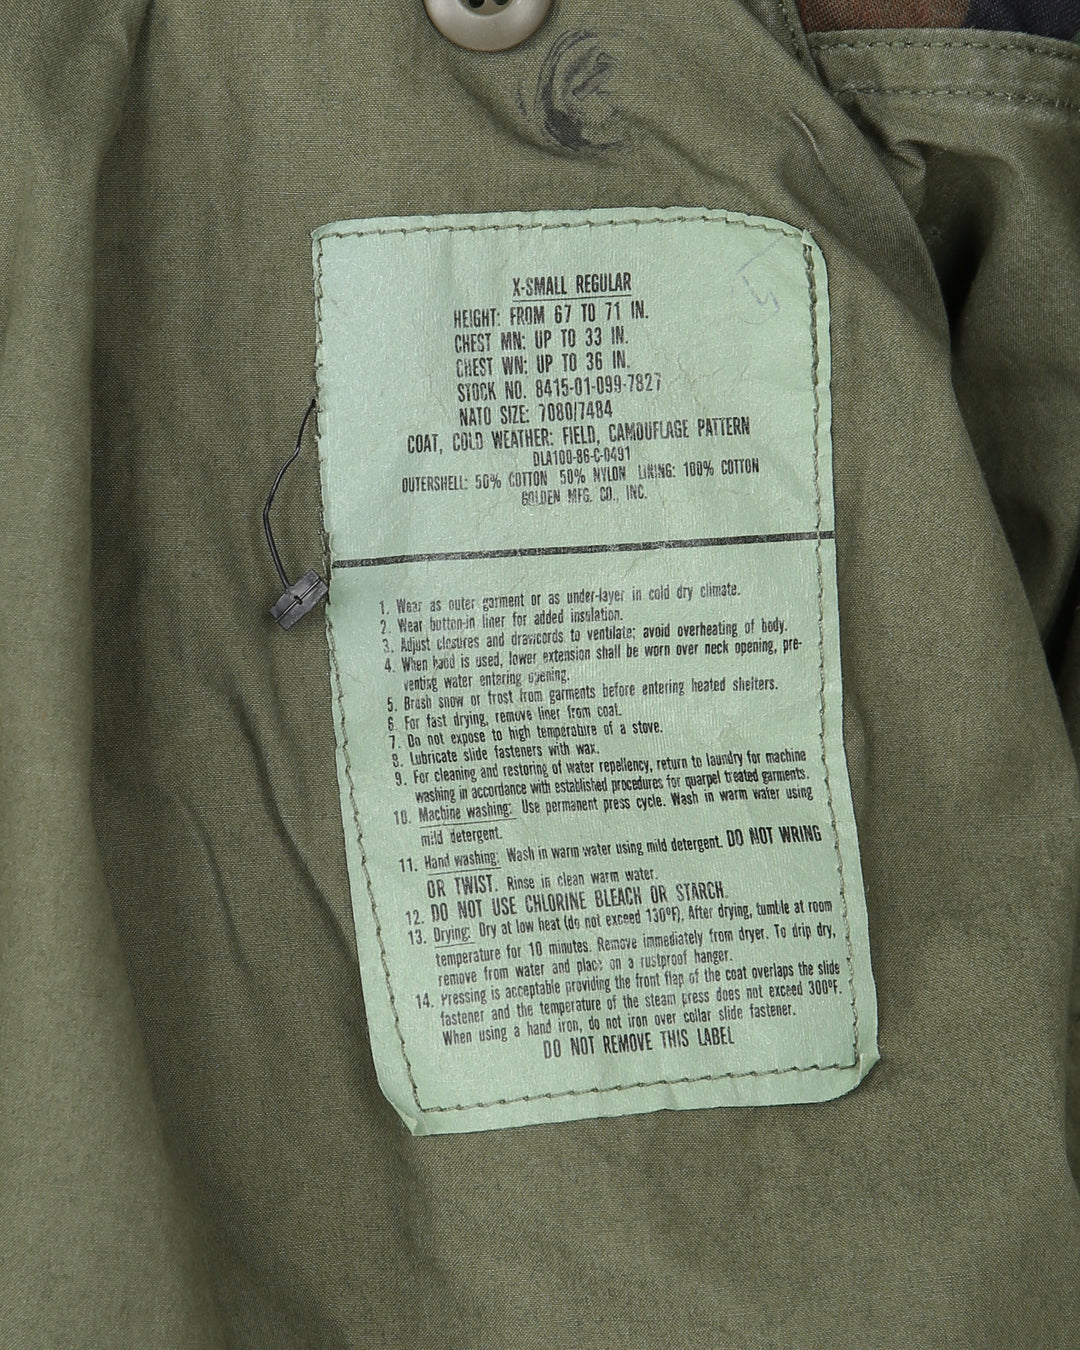 X-SMALL REGULAR
HEIGHT: FROM 67 TO 71 IN.
CHEST MN: UP TO 33 IN.
CHEST WN: UP TO 36 IN.
STOCK NO. 8415-01-099-7827
NATO SIZE: 7080/7484
COAT, COLD WEATHER: FIELD, CAMOUFLAGE PATTERN
DLA100-86-C-0491
OUTERSHELL: 50% COTTON 50% NYLON LINING: 100% COTTON
GOLDEN MFG. CO., INC.
1. Wear as outer garment or as under-layer in cold dry climate.
2. Wear button-in liner for added insulation.
3. Adjust closures and drawcords to ventilate; avoid overheating of body.
4. When hood is used, lower extension shall be worn over neck opening, pre-
venting water entering opening.
5. Brush snow or frost from garments before entering heated shelters.
6. For fast drying, remove liner from coat.
7. Do not expose to high temperature of a stove.
8. Lubricate slide fasteners with wax.
9. For cleaning and restoring of water repellency, return to laundry for machine
washing in accordance with established procedures for quarpel treated garments.
10. Machine washing: Use permanent press cycle. Wash in warm water using
mild detergent.
11. Hand washing: Wash in warm water using mild detergent. DO NOT WRING
OR TWIST. Rinse in clean warm water.
12. DO NOT USE CHLORINE BLEACH OR STARCH.
13. Drying: Dry at low heat (do not exceed 130ºF). After drying, tumble at room
temperature for 10 minutes. Remove immediately from dryer. To drip dry,
remove from water and place on a rustproof hanger.
14. Pressing is acceptable providing the front flap of the coat overlaps the slide
fastener and the temperature of the steam press does not exceed 300ºF.
When using a hand iron, do not iron over collar slide fastener.
DO NOT REMOVE THIS LABEL